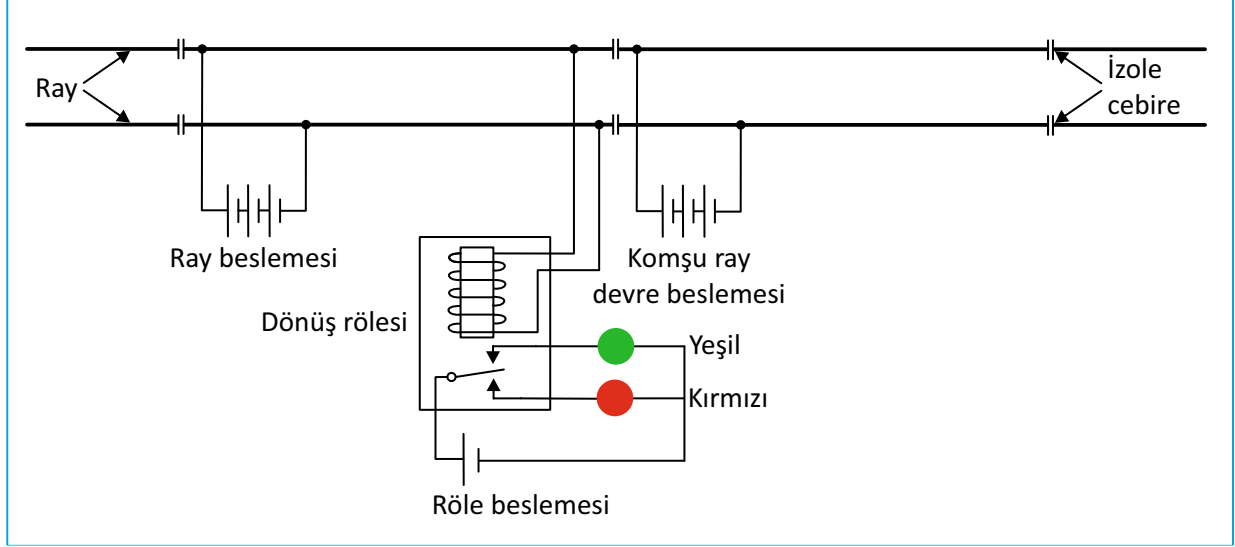 Ray
İzole
cebire
Ray beslemesi
Komşu ray
devre beslemesi
Dönüş rölesi
Yeşil
Kırmızı
Röle beslemesi